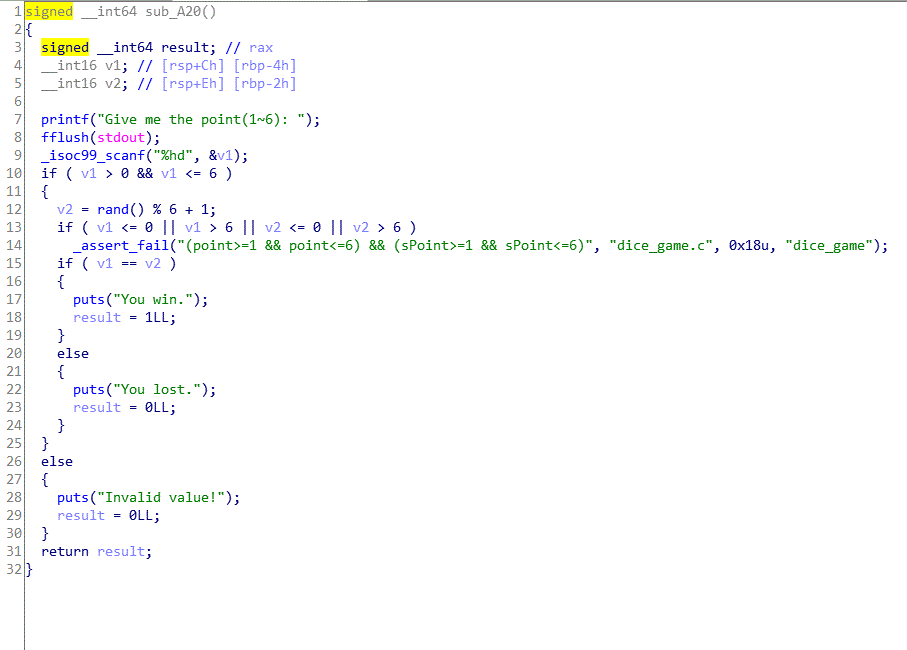 1 signed __int64 sub_A20()
2 {
3 signed __int64 result; // rax
4 __int16 v1; // [rsp+Ch] [rbp-4h]
5 __int16 v2; // [rsp+Eh] [rbp-2h]
6
7 printf("Give me the point(1~6): ");
8 fflush(stdout);
9 _isoc99_scanf("%hd", &v1);
10 if ( v1 > 0 && v1 <= 6 )
11 {
12 v2 = rand() % 6 + 1;
13 if ( v1 <= 0 || v1 > 6 || v2 <= 0 || v2 > 6 )
14 _assert_fail("(point>=1 && point<=6) && (sPoint>=1 && sPoint<=6)", "dice_game.c", 0x18u, "dice_game");
15 if ( v1 == v2 )
16 {
17 puts("You win.");
18 result = 1LL;
19 }
20 else
21 {
22 puts("You lost.");
23 result = 0LL;
24 }
25 }
26 else
27 {
28 puts("Invalid value!");
29 result = 0LL;
30 }
31 return result;
32 }